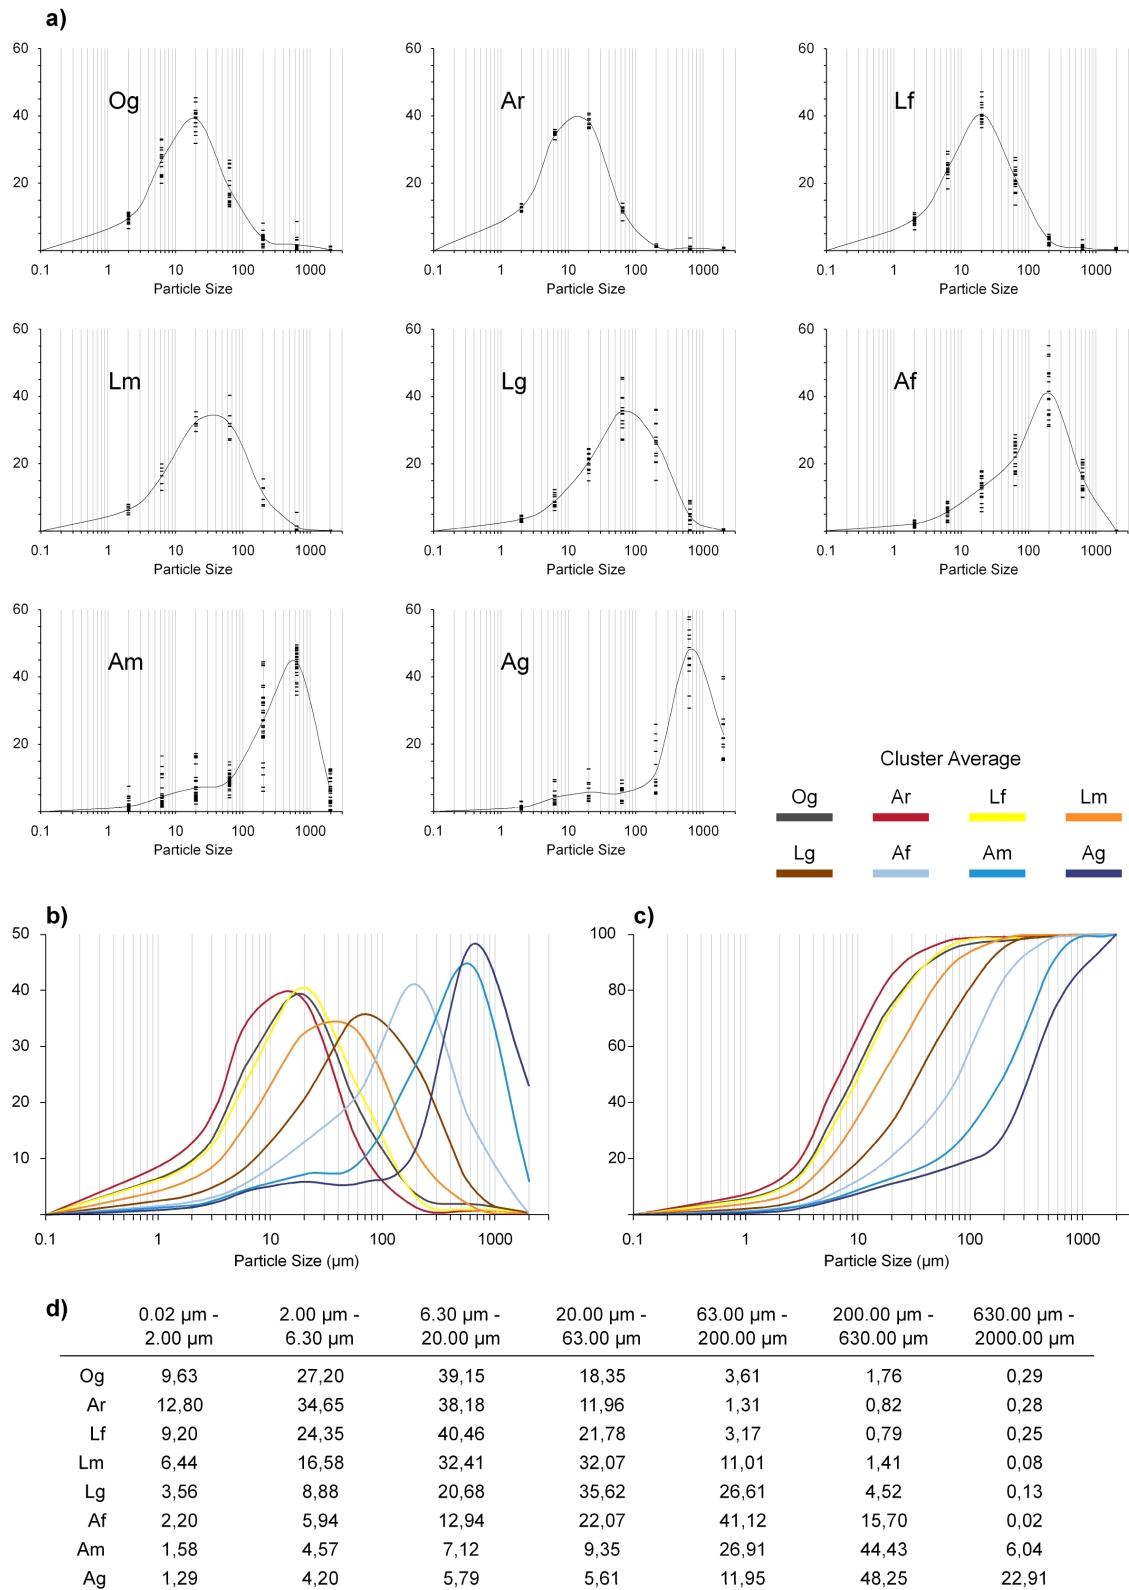 a)
60
40
20
Og
0.1 1 10 100 1000
Particle Size
60
40
20
Ar
0.1 1 10 100 1000
Particle Size
60
40
20
Lf
0.1 1 10 100 1000
Particle Size
60
40
20
Lm
0.1 1 10 100 1000
Particle Size
60
40
20
Lg
0.1 1 10 100 1000
Particle Size
60
40
20
Af
0.1 1 10 100 1000
Particle Size
60
40
20
Am
0.1 1 10 100 1000
Particle Size
60
40
20
Ag
0.1 1 10 100 1000
Particle Size
Cluster Average
Og Ar Lf Lm
Lg Af Am Ag
b)
50
40
30
20
10
0.1 1 10 100 1000
Particle Size (µm)
c)
100
80
60
40
20
0.1 1 10 100 1000
Particle Size (µm)
d)
0.02 µm - 2.00 µm - 6.30 µm - 20.00 µm - 63.00 µm - 200.00 µm - 630.00 µm -
2.00 µm 6.30 µm 20.00 µm 63.00 µm 200.00 µm 630.00 µm 2000.00 µm
Og 9,63 27,20 39,15 18,35 3,61 1,76 0,29
Ar 12,80 34,65 38,18 11,96 1,31 0,82 0,28
Lf 9,20 24,35 40,46 21,78 3,17 0,79 0,25
Lm 6,44 16,58 32,41 32,07 11,01 1,41 0,08
Lg 3,56 8,88 20,68 35,62 26,61 4,52 0,13
Af 2,20 5,94 12,94 22,07 41,12 15,70 0,02
Am 1,58 4,57 7,12 9,35 26,91 44,43 6,04
Ag 1,29 4,20 5,79 5,61 11,95 48,25 22,91